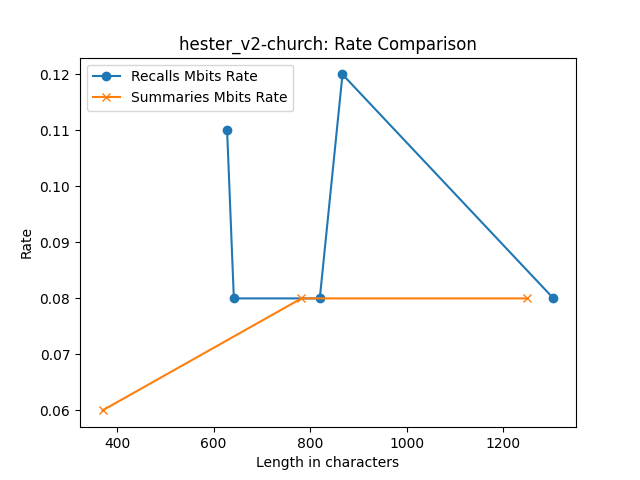 hester_v2-church: Rate Comparison
Recalls Mbits Rate
Summaries Mbits Rate
0.12
0.11
0.10
0.09
0.08
0.07
0.06
Rate
400
600
800
1000
1200
Length in characters